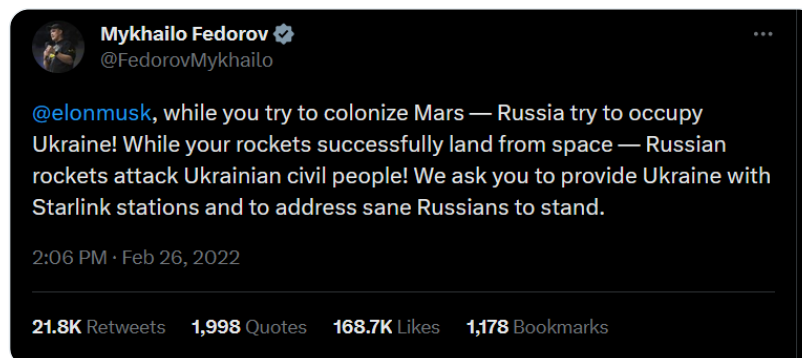 Mykhailo Fedorov
@FedorovMykhailo
@elonmusk, while you try to colonize Mars — Russia try to occupy
Ukraine! While your rockets successfully land from space — Russian
rockets attack Ukrainian civil people! We ask you to provide Ukraine with
Starlink stations and to address sane Russians to stand.
2:06 PM · Feb 26, 2022
21.8K Retweets 1,998 Quotes 168.7K Likes 1,178 Bookmarks